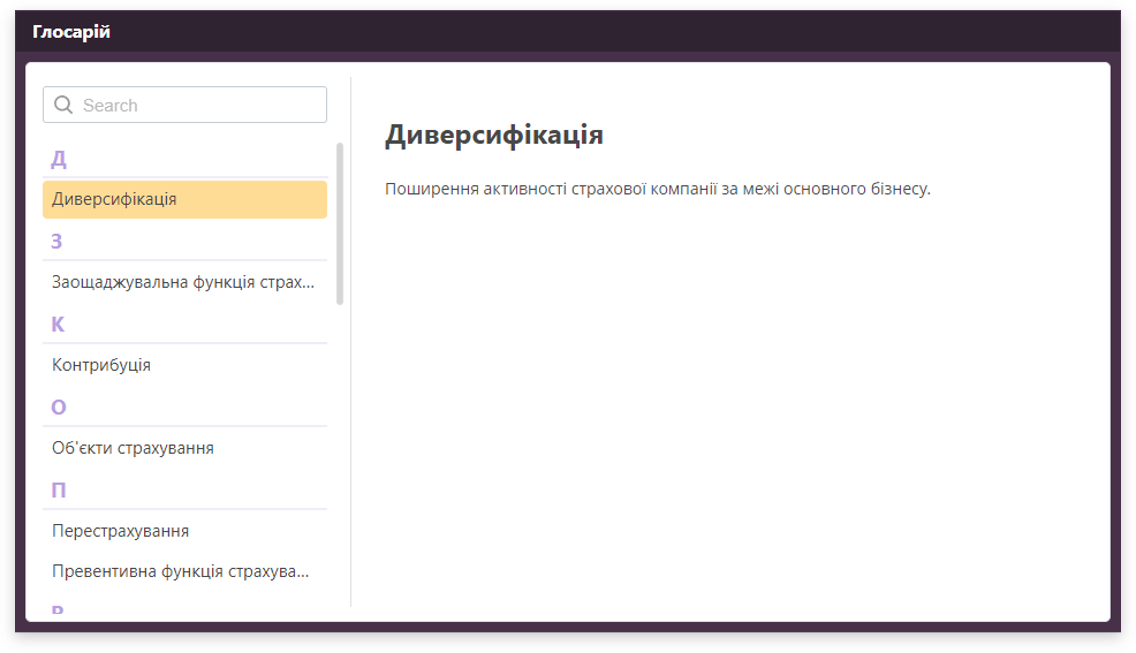 Глосарій
Search
Д
Диверсифікація
З
Заощаджувальна функція страх...
К
Контрибуція
О
Об'єкти страхування
П
Перестрахування
Превентивна функція страхува...
Диверсифікація
Поширення активності страхової компанії за межі основного бізнесу.